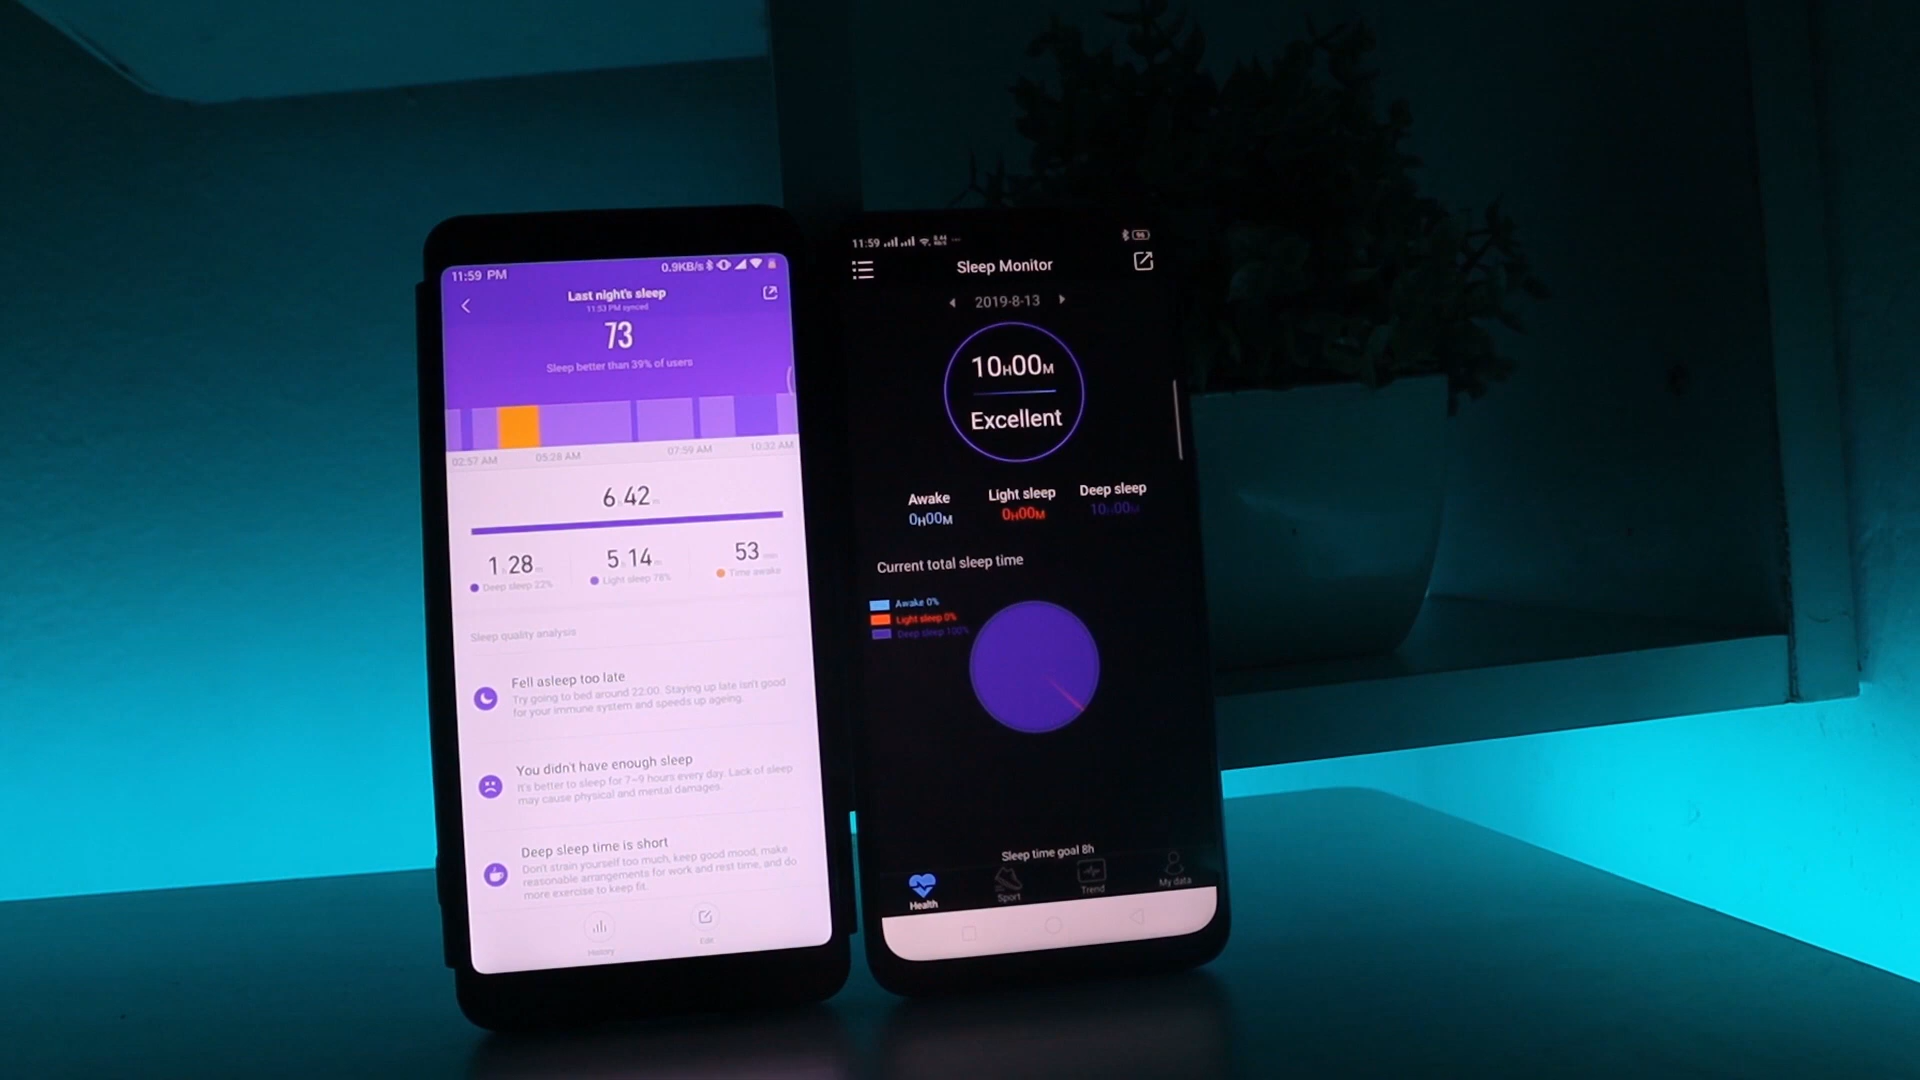 11:59 PM
0.9KB/s
Last night's sleep
11:53 PM synced
73
Sleep better than 39% of users
02:57 AM
05:28 AM
07:59 AM
10:32 AM
6 42
1 28
5 14
53
Deep sleep 22%
Light sleep 78%
Time awake
Sleep quality analysis
Fell asleep too late
Try going to bed around 22:00. Staying up late isn't good
for your immune system and speeds up ageing.
You didn't have enough sleep
It's better to sleep for 7~9 hours every day. Lack of sleep
may cause physical and mental damages.
Deep sleep time is short
Don't strain yourself too much, keep good mood, make
reasonable arrangements for work and rest time, and do
more exercise to keep fit.
History
Edit
11:59
96
Sleep Monitor
2019-8-13
10H00M
Excellent
Awake
Light sleep
Deep sleep
0H00M
0H00M
10H00M
Current total sleep time
Awake 0%
Light sleep 0%
Deep sleep 100%
Sleep time goal 8h
Health
Sport
Trend
My data